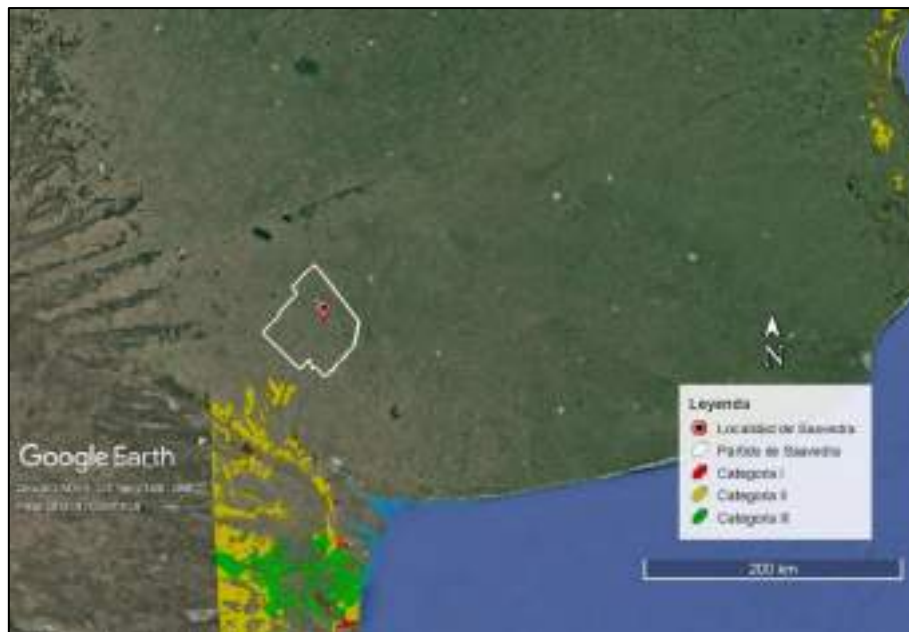 N
Leyenda
Localidad de Saavedra
Partido de Saavedra
Categoría I
Categoría II
Categoría III
Google Earth
200 km